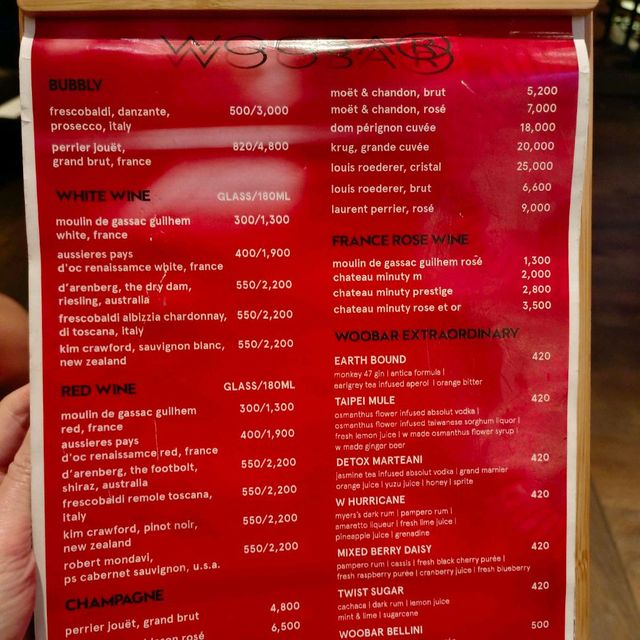 WOOBAR
BUBBLY
frescobaldi, danzante, 500/3,000
prosecco, italy
perrier jouët, 820/4,800
grand brut, france
WHITE WINE GLASS/180ML
moulin de gassac guilhem 300/1,300
white, france
aussieres pays 400/1,900
d'oc renaissamce white, france
d'arenberg, the dry dam, 550/2,200
riesling, australia
frescobaldi albizzia chardonnay, 550/2,200
di toscana, italy
kim crawford, sauvignon blanc, 550/2,200
new zealand
RED WINE GLASS/180ML
moulin de gassac guilhem 300/1,300
red, france
aussieres pays 400/1,900
d'oc renaissamce red, france
d'arenberg, the footbolt, 550/2,200
shiraz, australia
frescobaldi remole toscana, 550/2,200
italy
kim crawford, pinot noir, 550/2,200
new zealand
robert mondavi, 550/2,200
ps cabernet sauvignon, u.s.a.
CHAMPAGNE
perrier jouët, grand brut 4,800
rosé 6,500
moët & chandon, brut 5,200
moët & chandon, rosé 7,000
dom pérignon cuvée 18,000
krug, grande cuvée 20,000
louis roederer, cristal 25,000
louis roederer, brut 6,600
laurent perrier, rosé 9,000
FRANCE ROSE WINE
moulin de gassac guilhem rosé 1,300
chateau minuty m 2,000
chateau minuty prestige 2,800
chateau minuty rose et or 3,500
WOOBAR EXTRAORDINARY
EARTH BOUND 420
monkey 47 gin | antica formula |
earlgrey tea infused aperol | orange bitter
TAIPEI MULE 420
osmanthus flower infused absolut vodka |
osmanthus flower infused taiwanese sorghum liquor |
fresh lemon juice | w made osmanthus flower syrup |
w made ginger beer
DETOX MARTEANI 420
jasmine tea infused absolut vodka | grand marnier
orange juice | yuzu juice | honey | sprite
W HURRICANE 420
myers's dark rum | pampero rum |
amaretto liqueur | fresh lime juice |
pineapple juice | grenadine
MIXED BERRY DAISY 420
pampero rum | cassis | fresh black cherry purée |
fresh raspberry purée | cranberry juice | fresh blueberry
TWIST SUGAR 420
cachaca | dark rum | lemon juice
mint & lime | sugarcane
WOOBAR BELLINI 500